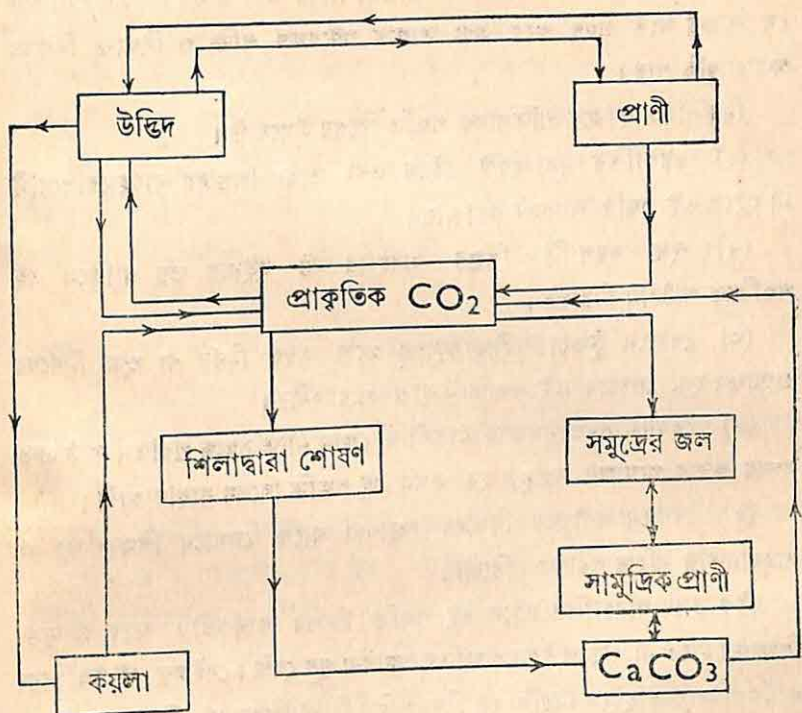 উদ্ভিদ
প্রাণী
প্রাকৃতিক CO₂
শিলাদ্বারা শোষণ
সমুদ্রের জল
সামুদ্রিক প্রাণী
কয়লা
CaCO₃